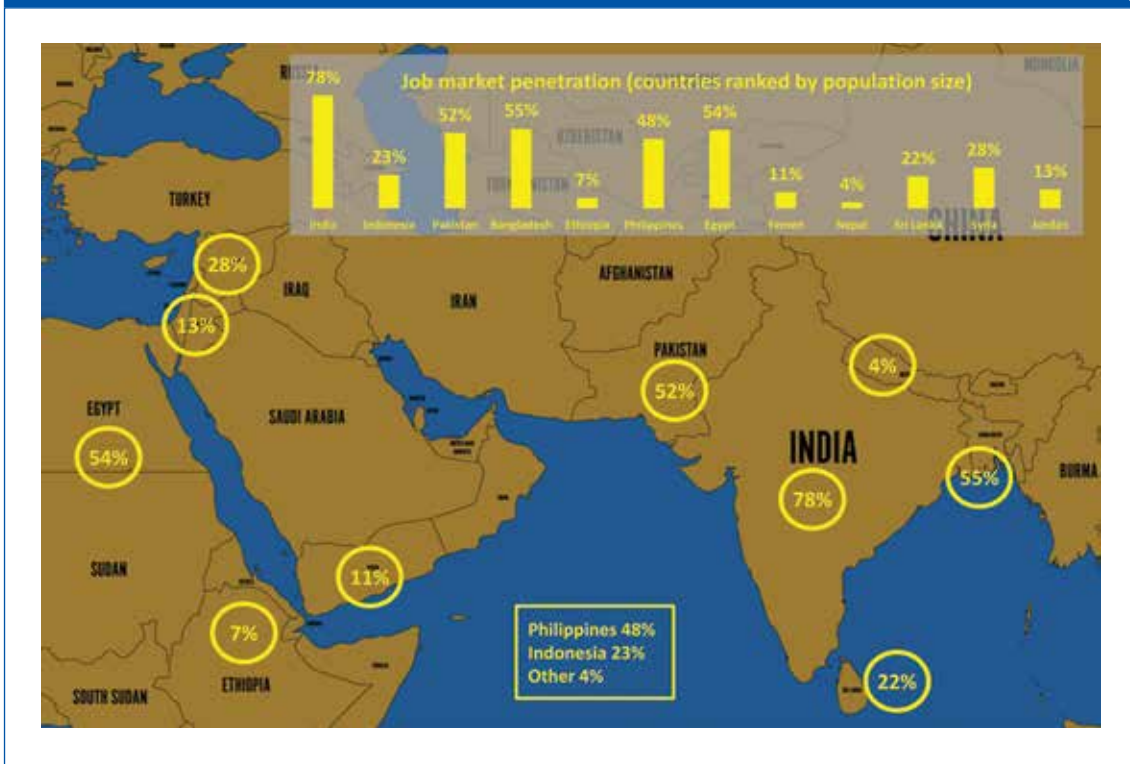 Job market penetration (countries ranked by population size)
78%
23%
52%
55%
7%
48%
54%
11%
4%
22%
28%
13%
India
Indonesia
Pakistan
Bangladesh
Ethiopia
Philippines
Egypt
Yemen
Nepal
Sri Lanka
Syria
Jordan
MONGOLIA
CHINA
TURKEY
28%
IRAQ
IRAN
AFGHANISTAN
13%
PAKISTAN
52%
4%
EGYPT
54%
SAUDI ARABIA
INDIA
78%
55%
BURMA
SUDAN
11%
7%
ETHIOPIA
SOUTH SUDAN
Philippines 48%
Indonesia 23%
Other 4%
22%